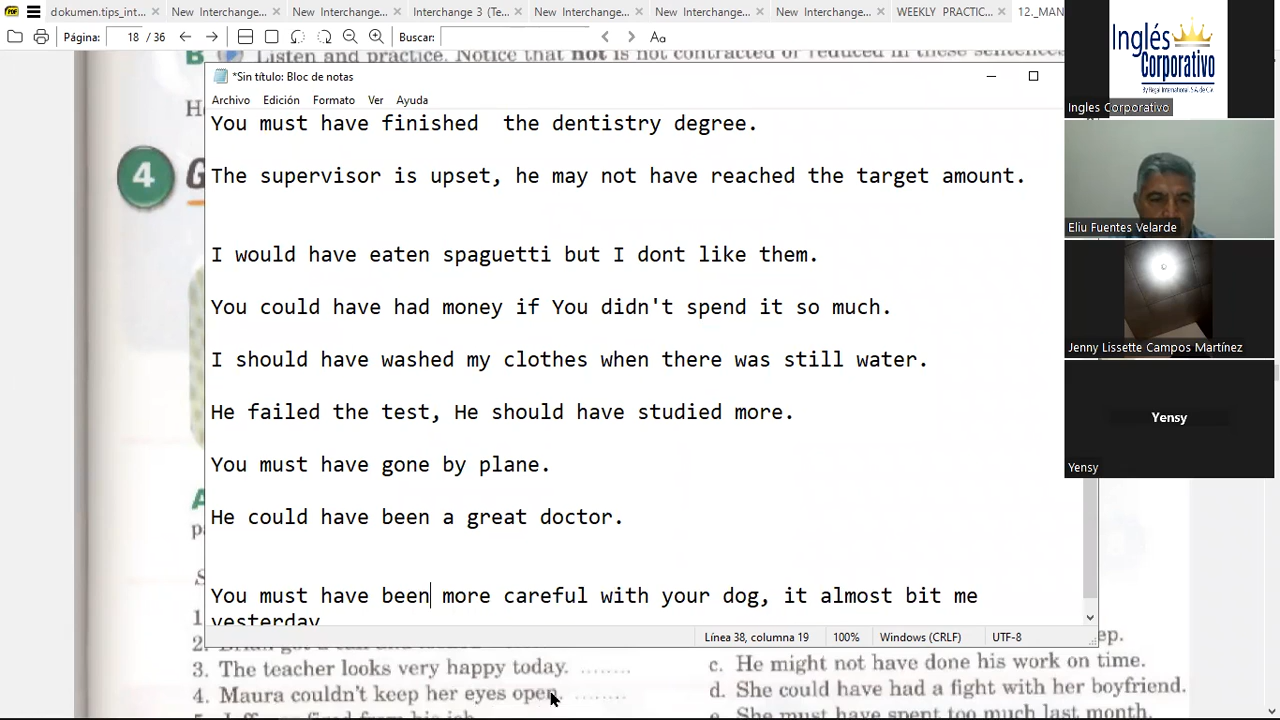 dokumen.tips_int... × New Interchange... × New Interchange... × Interchange 3 (Te... × New Interchange... × New Interchange... × New Interchange... × WEEKLY PRACTIC... × 12._MAN
Página: 18 / 36 Buscar: Aa
B Listen and practice. Notice that not is not contracted or reduced in these sentences
*Sin título: Bloc de notas
Archivo Edición Formato Ver Ayuda
You must have finished  the dentistry degree.
4
The supervisor is upset, he may not have reached the target amount.
I would have eaten spaguetti but I dont like them.
You could have had money if You didn't spend it so much.
I should have washed my clothes when there was still water.
He failed the test, He should have studied more.
You must have gone by plane.
He could have been a great doctor.
You must have been more careful with your dog, it almost bit me
yesterday
Línea 38, columna 19 100% Windows (CRLF) UTF-8
3. The teacher looks very happy today. ........
4. Maura couldn't keep her eyes open. ........
c. He might not have done his work on time.
d. She could have had a fight with her boyfriend.
e. She must have spent too much last month.
Inglés
Corporativo
Ingles Corporativo
Eliu Fuentes Velarde
Jenny Lissette Campos Martínez
Yensy
Yensy